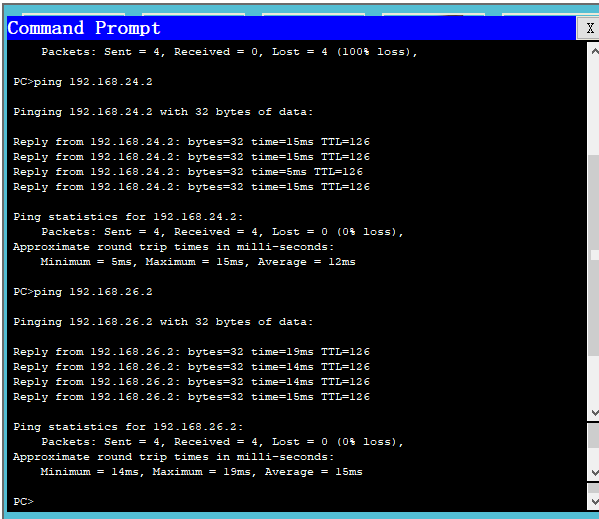 Command Prompt
X
Packets: Sent = 4, Received = 0, Lost = 4 (100% loss),
PC>ping 192.168.24.2
Pinging 192.168.24.2 with 32 bytes of data:
Reply from 192.168.24.2: bytes=32 time=15ms TTL=126
Reply from 192.168.24.2: bytes=32 time=15ms TTL=126
Reply from 192.168.24.2: bytes=32 time=5ms TTL=126
Reply from 192.168.24.2: bytes=32 time=15ms TTL=126
Ping statistics for 192.168.24.2:
Packets: Sent = 4, Received = 4, Lost = 0 (0% loss),
Approximate round trip times in milli-seconds:
Minimum = 5ms, Maximum = 15ms, Average = 12ms
PC>ping 192.168.26.2
Pinging 192.168.26.2 with 32 bytes of data:
Reply from 192.168.26.2: bytes=32 time=19ms TTL=126
Reply from 192.168.26.2: bytes=32 time=14ms TTL=126
Reply from 192.168.26.2: bytes=32 time=14ms TTL=126
Reply from 192.168.26.2: bytes=32 time=15ms TTL=126
Ping statistics for 192.168.26.2:
Packets: Sent = 4, Received = 4, Lost = 0 (0% loss),
Approximate round trip times in milli-seconds:
Minimum = 14ms, Maximum = 19ms, Average = 15ms
PC>